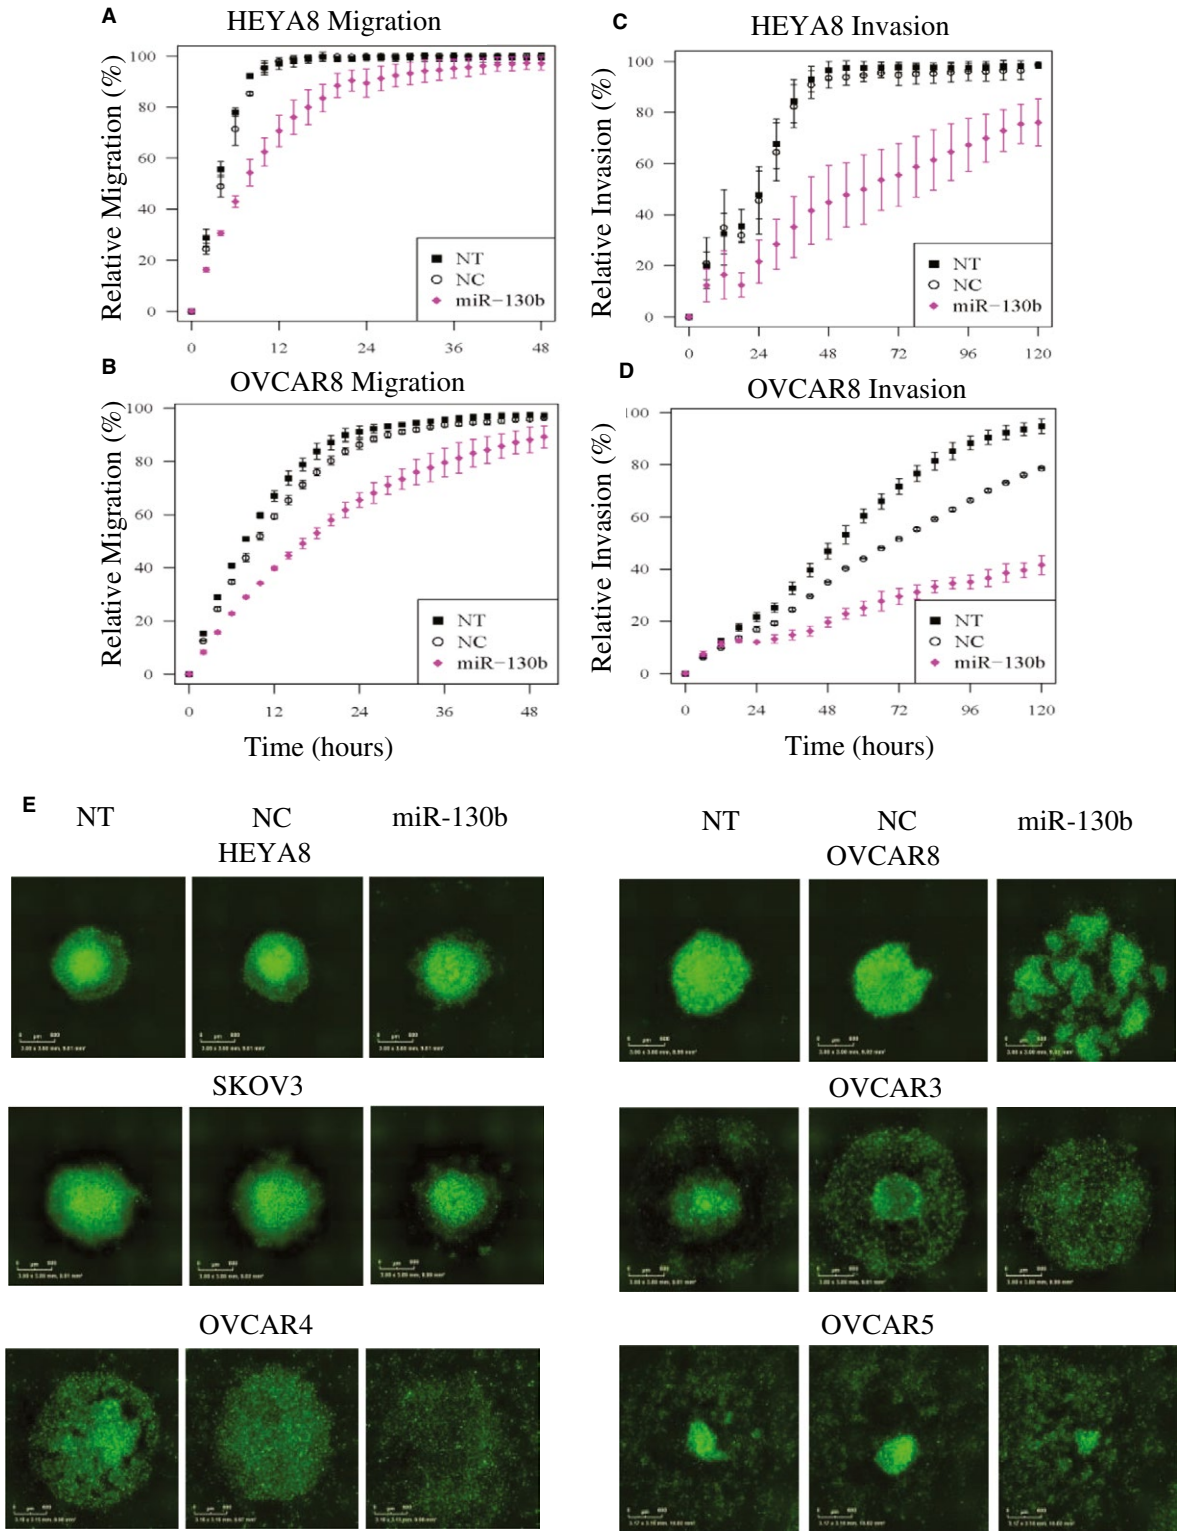 A
HEYA8 Migration
Relative Migration (%)
100
80
60
40
20
0
NT
NC
miR-130b
0 12 24 36 48
B
OVCAR8 Migration
Relative Migration (%)
100
80
60
40
20
0
NT
NC
miR-130b
0 12 24 36 48
Time (hours)
C
HEYA8 Invasion
Relative Invasion (%)
100
80
60
40
20
0
NT
NC
miR-130b
0 24 48 72 96 120
D
OVCAR8 Invasion
Relative Invasion (%)
100
80
60
40
20
0
NT
NC
miR-130b
0 24 48 72 96 120
Time (hours)
E
NT NC miR-130b
HEYA8
SKOV3
OVCAR4
NT NC miR-130b
OVCAR8
OVCAR3
OVCAR5